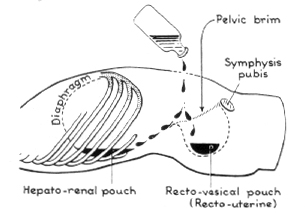 Pelvic brim
Symphysis
pubis
Diaphragm
Hepato-renal pouch
Recto-vesical pouch
(Recto-uterine)